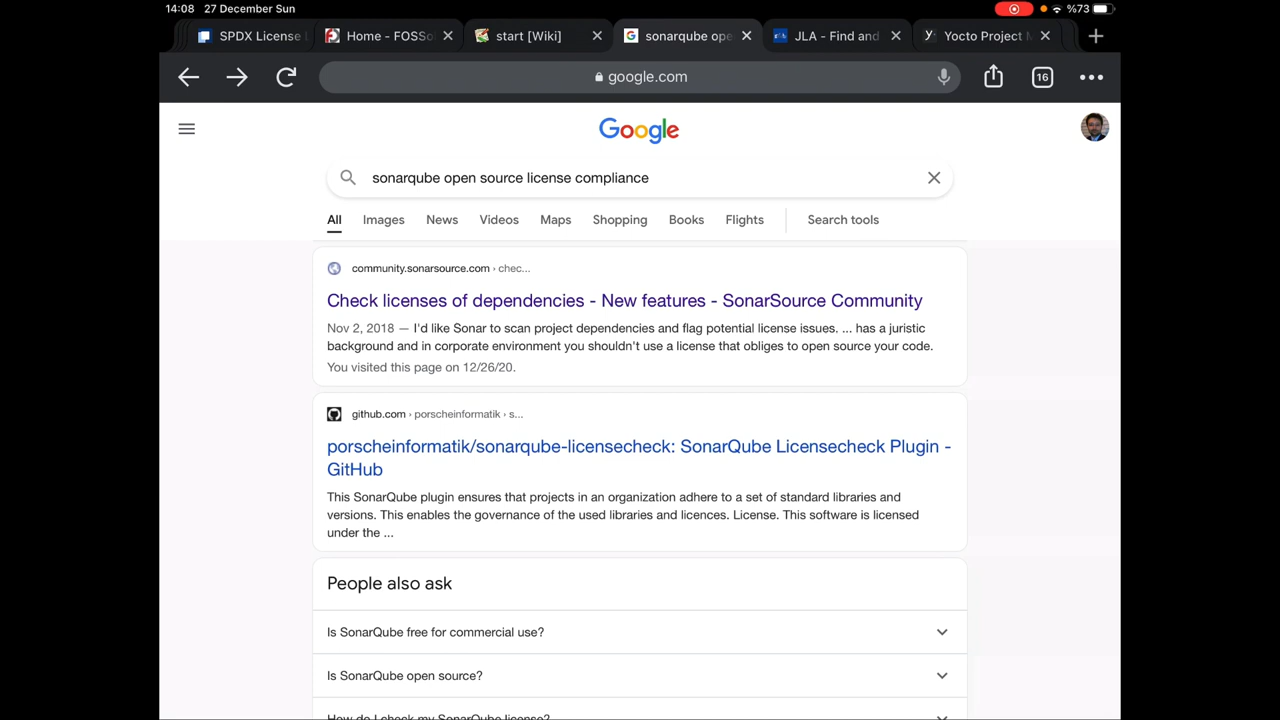 14:08 27 December Sun
%73
SPDX License
Home - FOSSo
start [Wiki]
sonarqube ope
JLA - Find and
Yocto Project M
google.com
16
Google
sonarqube open source license compliance
All Images News Videos Maps Shopping Books Flights Search tools
community.sonarsource.com › chec...
Check licenses of dependencies - New features - SonarSource Community
Nov 2, 2018 — I'd like Sonar to scan project dependencies and flag potential license issues. ... has a juristic
background and in corporate environment you shouldn't use a license that obliges to open source your code.
You visited this page on 12/26/20.
github.com › porscheinformatik › s...
porscheinformatik/sonarqube-licensecheck: SonarQube Licensecheck Plugin -
GitHub
This SonarQube plugin ensures that projects in an organization adhere to a set of standard libraries and
versions. This enables the governance of the used libraries and licences. License. This software is licensed
under the ...
People also ask
Is SonarQube free for commercial use?
Is SonarQube open source?
How do I check my SonarQube license?